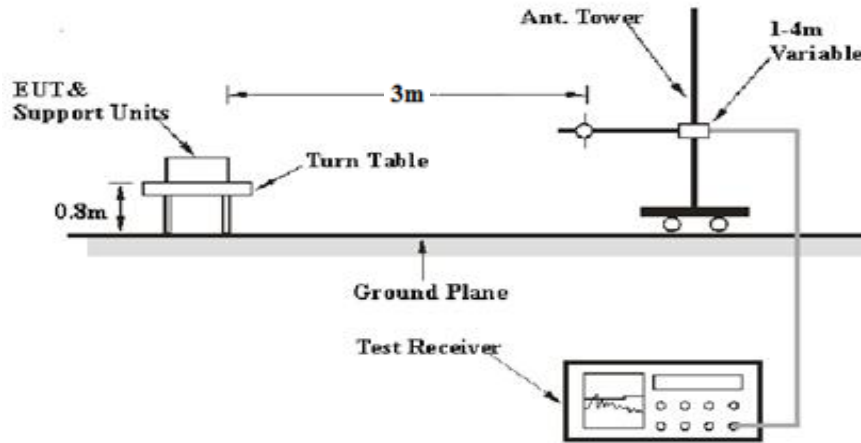 Ant. Tower
1-4m
Variable
EUT&
Support Units
3m
Turn Table
0.8m
Ground Plane
Test Receiver